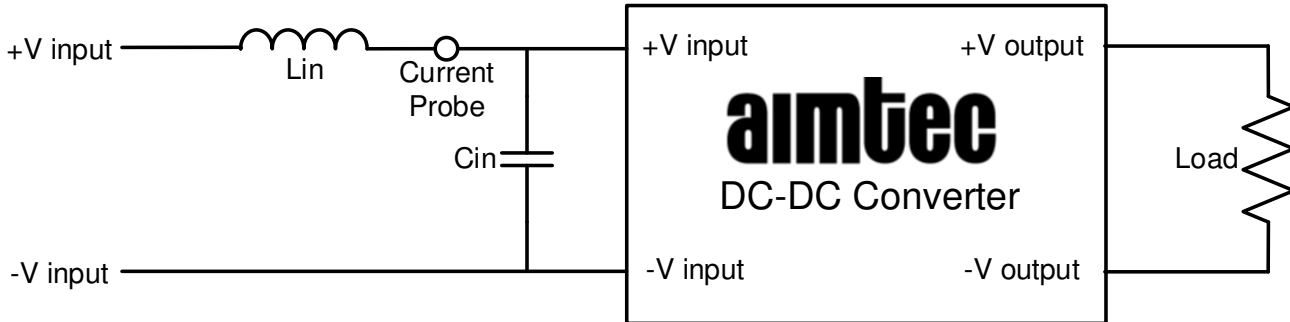 +V input
Lin
Current
Probe
Cin
-V input
+V input
+V output
aimtec
DC-DC Converter
-V input
-V output
Load